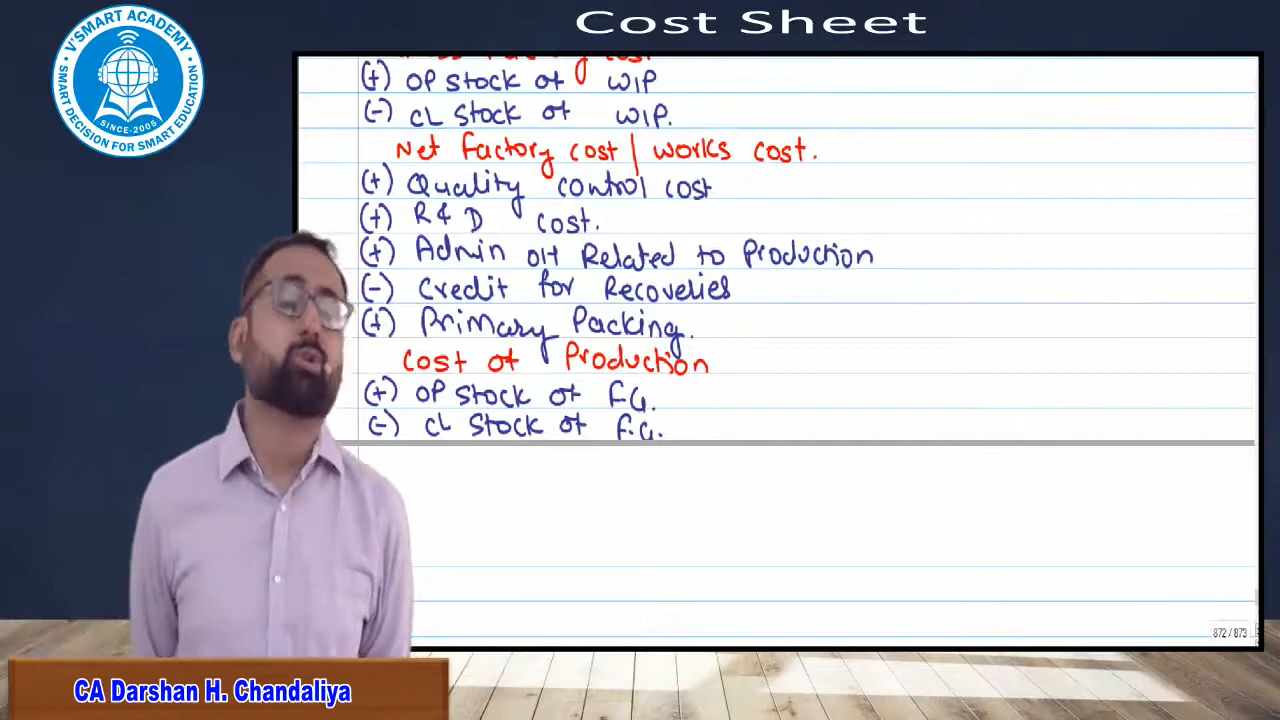 Cost Sheet
V'SMART ACADEMY
SMART DECISION FOR SMART EDUCATION
SINCE-2005
(+) OP Stock of WIP
(-) CL Stock of WIP.
Net Factory cost | works cost.
(+) Quality control cost
(+) R & D cost.
(+) Admin OH Related to Production
(-) Credit for Recoveries
(+) Primary Packing.
Cost of Production
(+) OP Stock of F.G.
(-) CL Stock of F.G.
872 / 873
CA Darshan H. Chandaliya